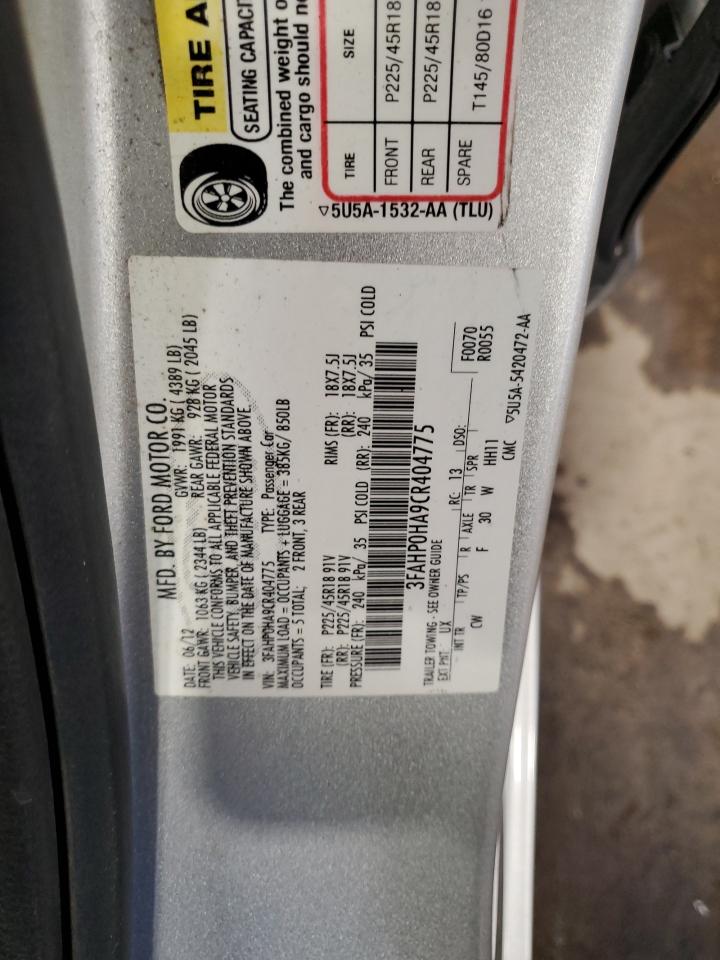 TIRE A
SEATING CAPACI
The combined weight o
and cargo should n
TIRE SIZE
FRONT P225/45R18
REAR P225/45R18
SPARE T145/80D16
5U5A-1532-AA (TLU)
MFD. BY FORD MOTOR CO.
DATE: 06/12 GVWR: 1991 KG ( 4389 LB)
FRONT GAWR: 1063 KG ( 2344 LB) REAR GAWR: 928 KG ( 2045 LB)
THIS VEHICLE CONFORMS TO ALL APPLICABLE FEDERAL MOTOR
VEHICLE SAFETY, BUMPER, AND THEFT PREVENTION STANDARDS
IN EFFECT ON THE DATE OF MANUFACTURE SHOWN ABOVE.
VIN: 3FAHP0HA9CR404775 TYPE: Passenger Car
MAXIMUM LOAD = OCCUPANTS + LUGGAGE = 385KG/ 850LB
OCCUPANTS = 5 TOTAL; 2 FRONT, 3 REAR
TIRE (FR): P225/45R18 91V RIMS (FR): 18X7.5J
(RR): P225/45R18 91V (RR): 18X7.5J
PRESSURE (FR): 240 kPa/ 35 PSI COLD (RR): 240 kPa/ 35 PSI COLD
3FAHP0HA9CR404775
TRAILER TOWING - SEE OWNER GUIDE
EXT PNT: UX RC: 13 DSO: F0070
R0055
INT TR TP/PS R AXLE TR SPR
CW F 30 W HH11
CMC 5U5A-5420472-AA